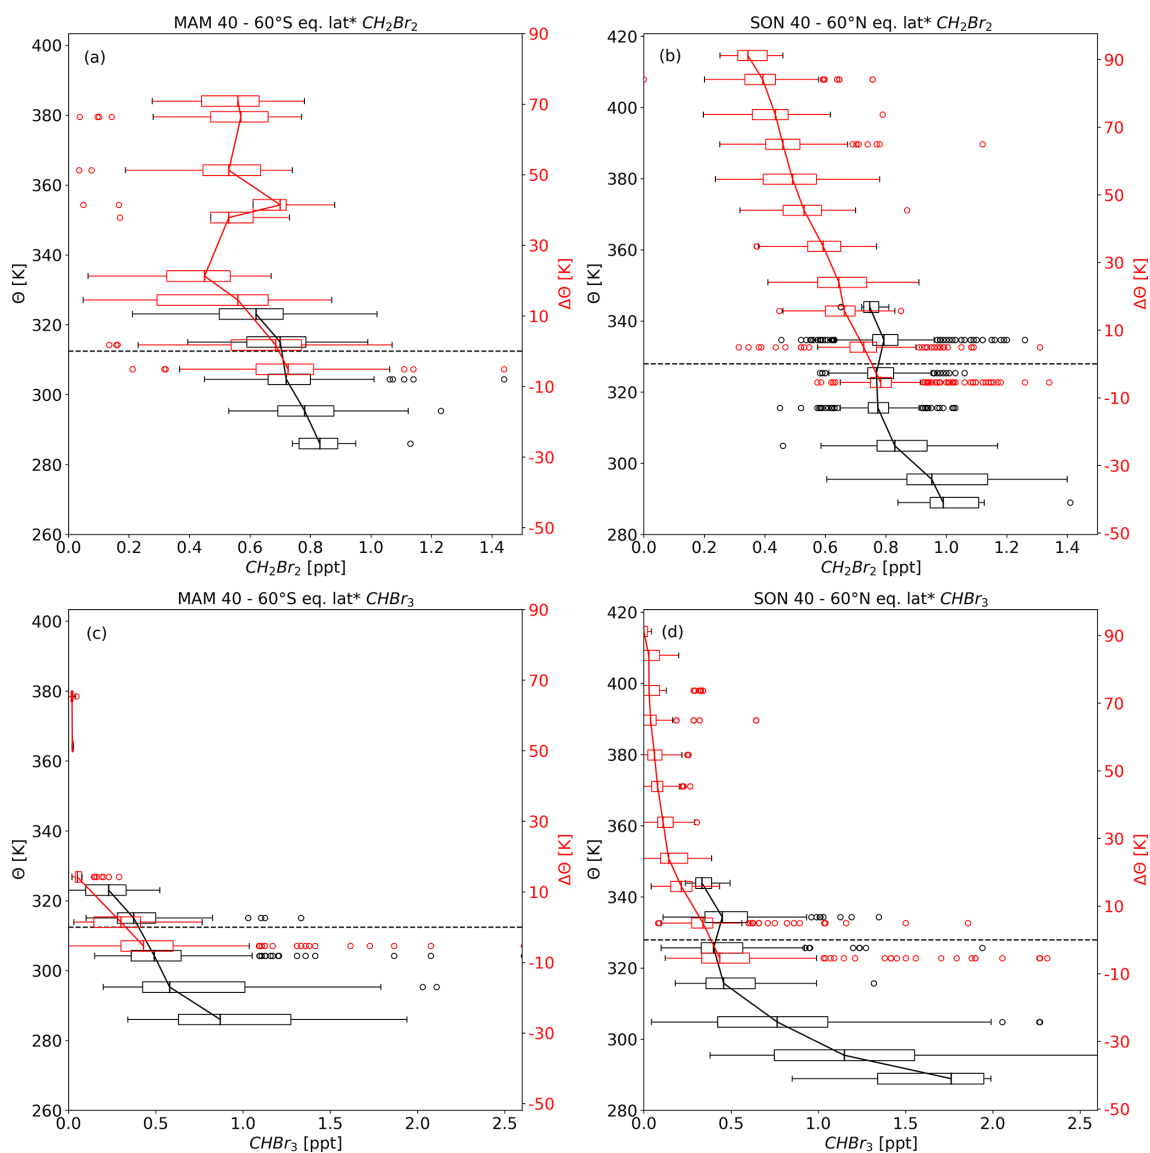 MAM 40 - 60°S eq. lat* CH₂Br₂
(a)
400
380
360
340
320
300
280
260
Θ [K]
90
70
50
30
10
-10
-30
-50
ΔΘ [K]
0.0 0.2 0.4 0.6 0.8 1.0 1.2 1.4
CH₂Br₂ [ppt]
SON 40 - 60°N eq. lat* CH₂Br₂
(b)
420
400
380
360
340
320
300
280
Θ [K]
90
70
50
30
10
-10
-30
-50
ΔΘ [K]
0.0 0.2 0.4 0.6 0.8 1.0 1.2 1.4
CH₂Br₂ [ppt]
MAM 40 - 60°S eq. lat* CHBr₃
(c)
400
380
360
340
320
300
280
260
Θ [K]
90
70
50
30
10
-10
-30
-50
ΔΘ [K]
0.0 0.5 1.0 1.5 2.0 2.5
CHBr₃ [ppt]
SON 40 - 60°N eq. lat* CHBr₃
(d)
420
400
380
360
340
320
300
280
Θ [K]
90
70
50
30
10
-10
-30
-50
ΔΘ [K]
0.0 0.5 1.0 1.5 2.0 2.5
CHBr₃ [ppt]